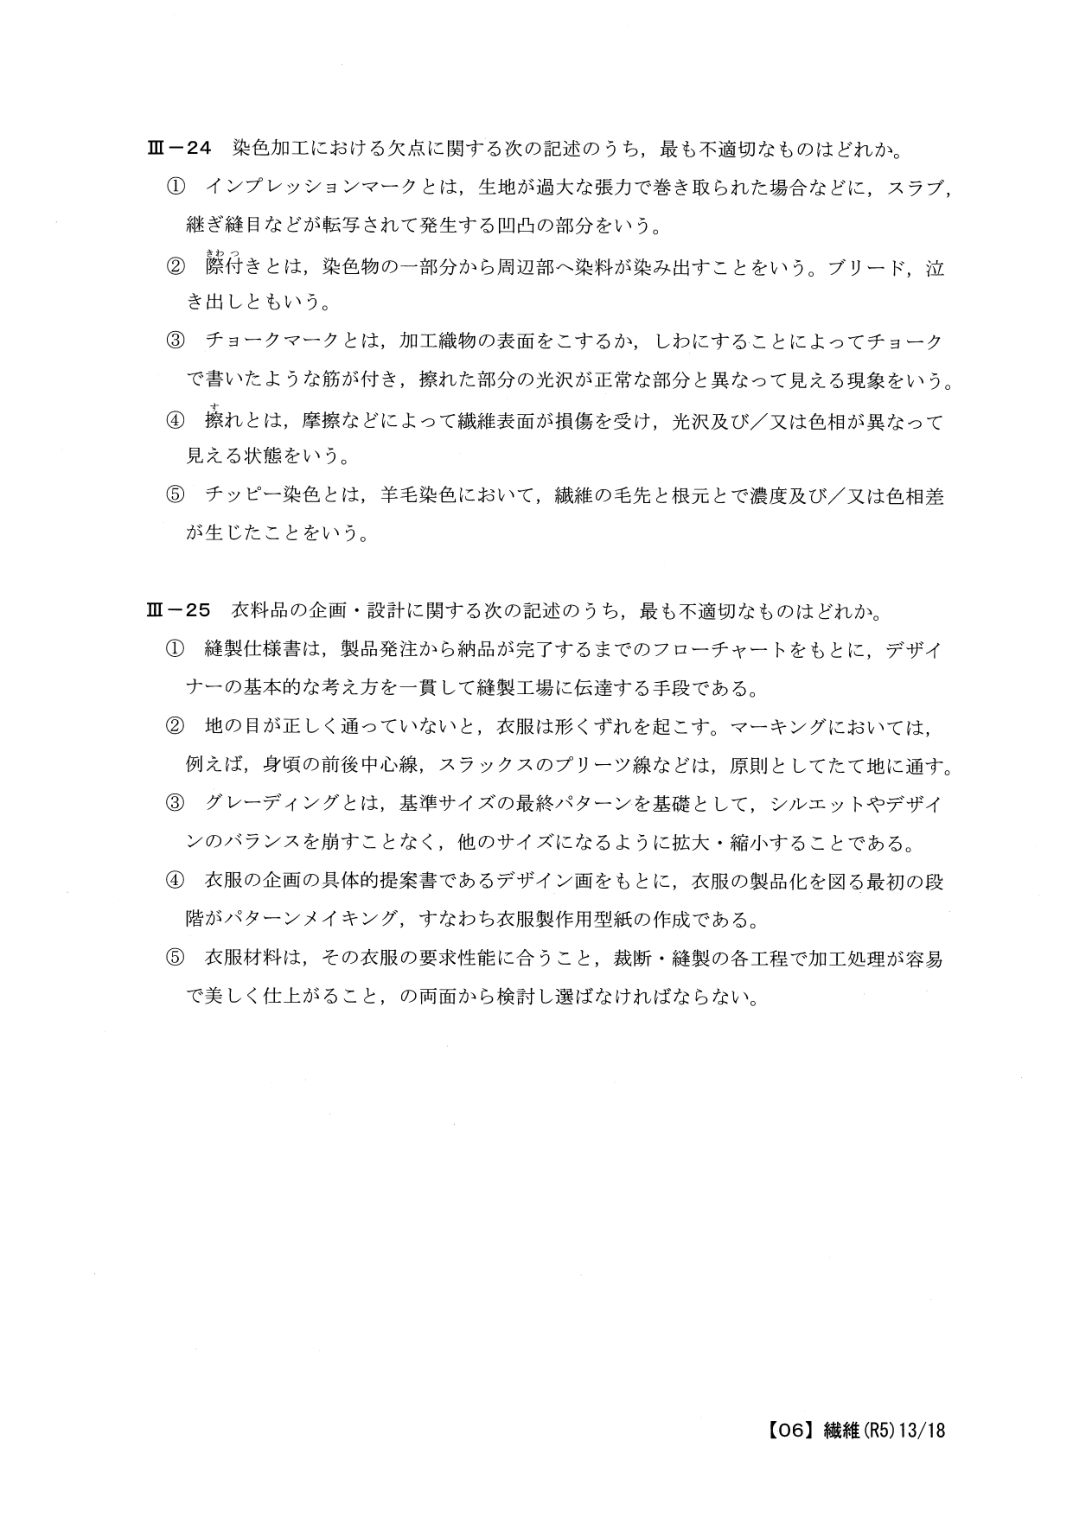 Ⅲ－24　染色加工における欠点に関する次の記述のうち，最も不適切なものはどれか。
①　インプレッションマークとは，生地が過大な張力で巻き取られた場合などに，スラブ，
継ぎ縫目などが転写されて発生する凹凸の部分をいう。
きわつ
②　際付きとは，染色物の一部分から周辺部へ染料が染み出すことをいう。ブリード，泣
き出しともいう。
③　チョークマークとは，加工織物の表面をこするか，しわにすることによってチョーク
で書いたような筋が付き，擦れた部分の光沢が正常な部分と異なって見える現象をいう。
す
④　擦れとは，摩擦などによって繊維表面が損傷を受け，光沢及び／又は色相が異なって
見える状態をいう。
⑤　チッピー染色とは，羊毛染色において，繊維の毛先と根元とで濃度及び／又は色相差
が生じたことをいう。
Ⅲ－25　衣料品の企画・設計に関する次の記述のうち，最も不適切なものはどれか。
①　縫製仕様書は，製品発注から納品が完了するまでのフローチャートをもとに，デザイ
ナーの基本的な考え方を一貫して縫製工場に伝達する手段である。
②　地の目が正しく通っていないと，衣服は形くずれを起こす。マーキングにおいては，
例えば，身頃の前後中心線，スラックスのプリーツ線などは，原則としてたて地に通す。
③　グレーディングとは，基準サイズの最終パターンを基礎として，シルエットやデザイ
ンのバランスを崩すことなく，他のサイズになるように拡大・縮小することである。
④　衣服の企画の具体的提案書であるデザイン画をもとに，衣服の製品化を図る最初の段
階がパターンメイキング，すなわち衣服製作用型紙の作成である。
⑤　衣服材料は，その衣服の要求性能に合うこと，裁断・縫製の各工程で加工処理が容易
で美しく仕上がること，の両面から検討し選ばなければならない。
【06】繊維(R5)13/18